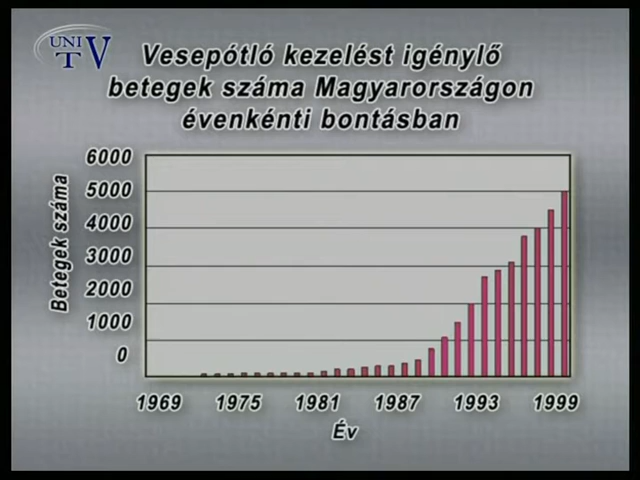 UNI
TV
Vesepótló kezelést igénylő
betegek száma Magyarországon
évenkénti bontásban
Betegek száma
6000
5000
4000
3000
2000
1000
0
1969 1975 1981 1987 1993 1999
Év